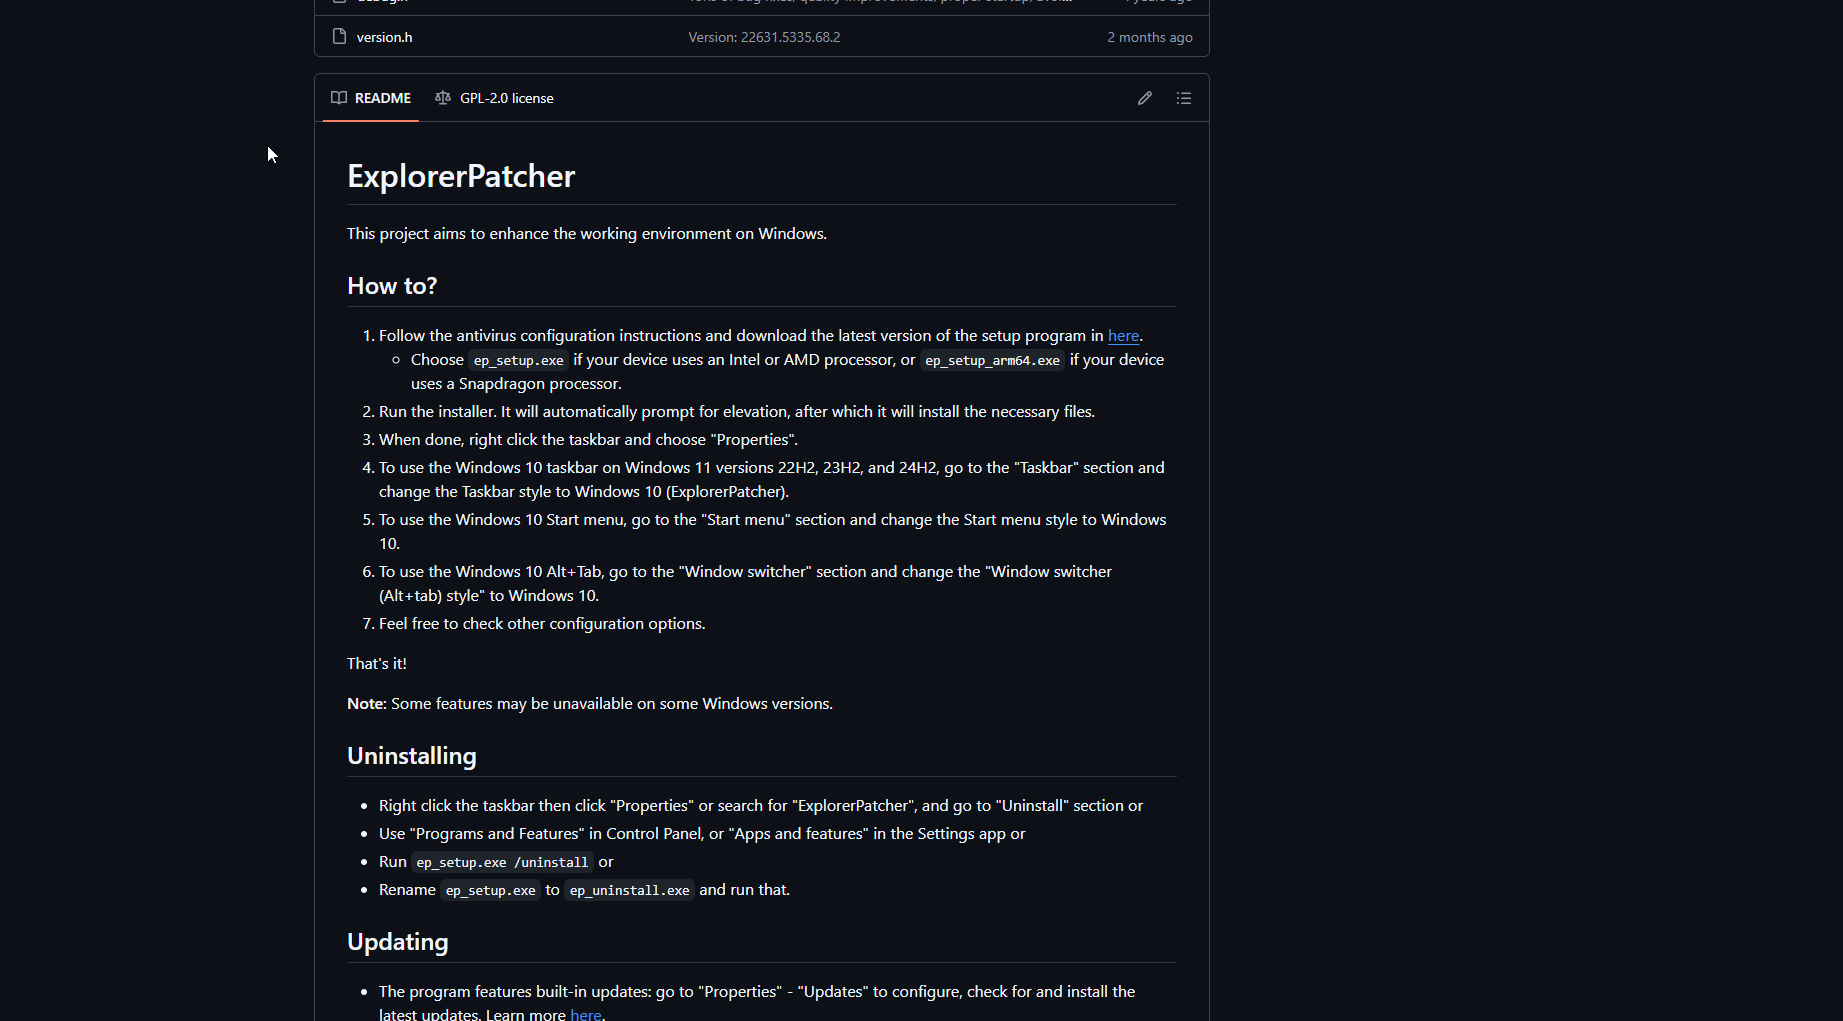 version.h
Version: 22631.5335.68.2
2 months ago
README
GPL-2.0 license
ExplorerPatcher
This project aims to enhance the working environment on Windows.
How to?
1. Follow the antivirus configuration instructions and download the latest version of the setup program in here.
Choose ep_setup.exe if your device uses an Intel or AMD processor, or ep_setup_arm64.exe if your device
uses a Snapdragon processor.
2. Run the installer. It will automatically prompt for elevation, after which it will install the necessary files.
3. When done, right click the taskbar and choose "Properties".
4. To use the Windows 10 taskbar on Windows 11 versions 22H2, 23H2, and 24H2, go to the "Taskbar" section and
change the Taskbar style to Windows 10 (ExplorerPatcher).
5. To use the Windows 10 Start menu, go to the "Start menu" section and change the Start menu style to Windows
10.
6. To use the Windows 10 Alt+Tab, go to the "Window switcher" section and change the "Window switcher
(Alt+tab) style" to Windows 10.
7. Feel free to check other configuration options.
That's it!
Note: Some features may be unavailable on some Windows versions.
Uninstalling
Right click the taskbar then click "Properties" or search for "ExplorerPatcher", and go to "Uninstall" section or
Use "Programs and Features" in Control Panel, or "Apps and features" in the Settings app or
Run ep_setup.exe /uninstall or
Rename ep_setup.exe to ep_uninstall.exe and run that.
Updating
The program features built-in updates: go to "Properties" - "Updates" to configure, check for and install the
latest updates. Learn more here.